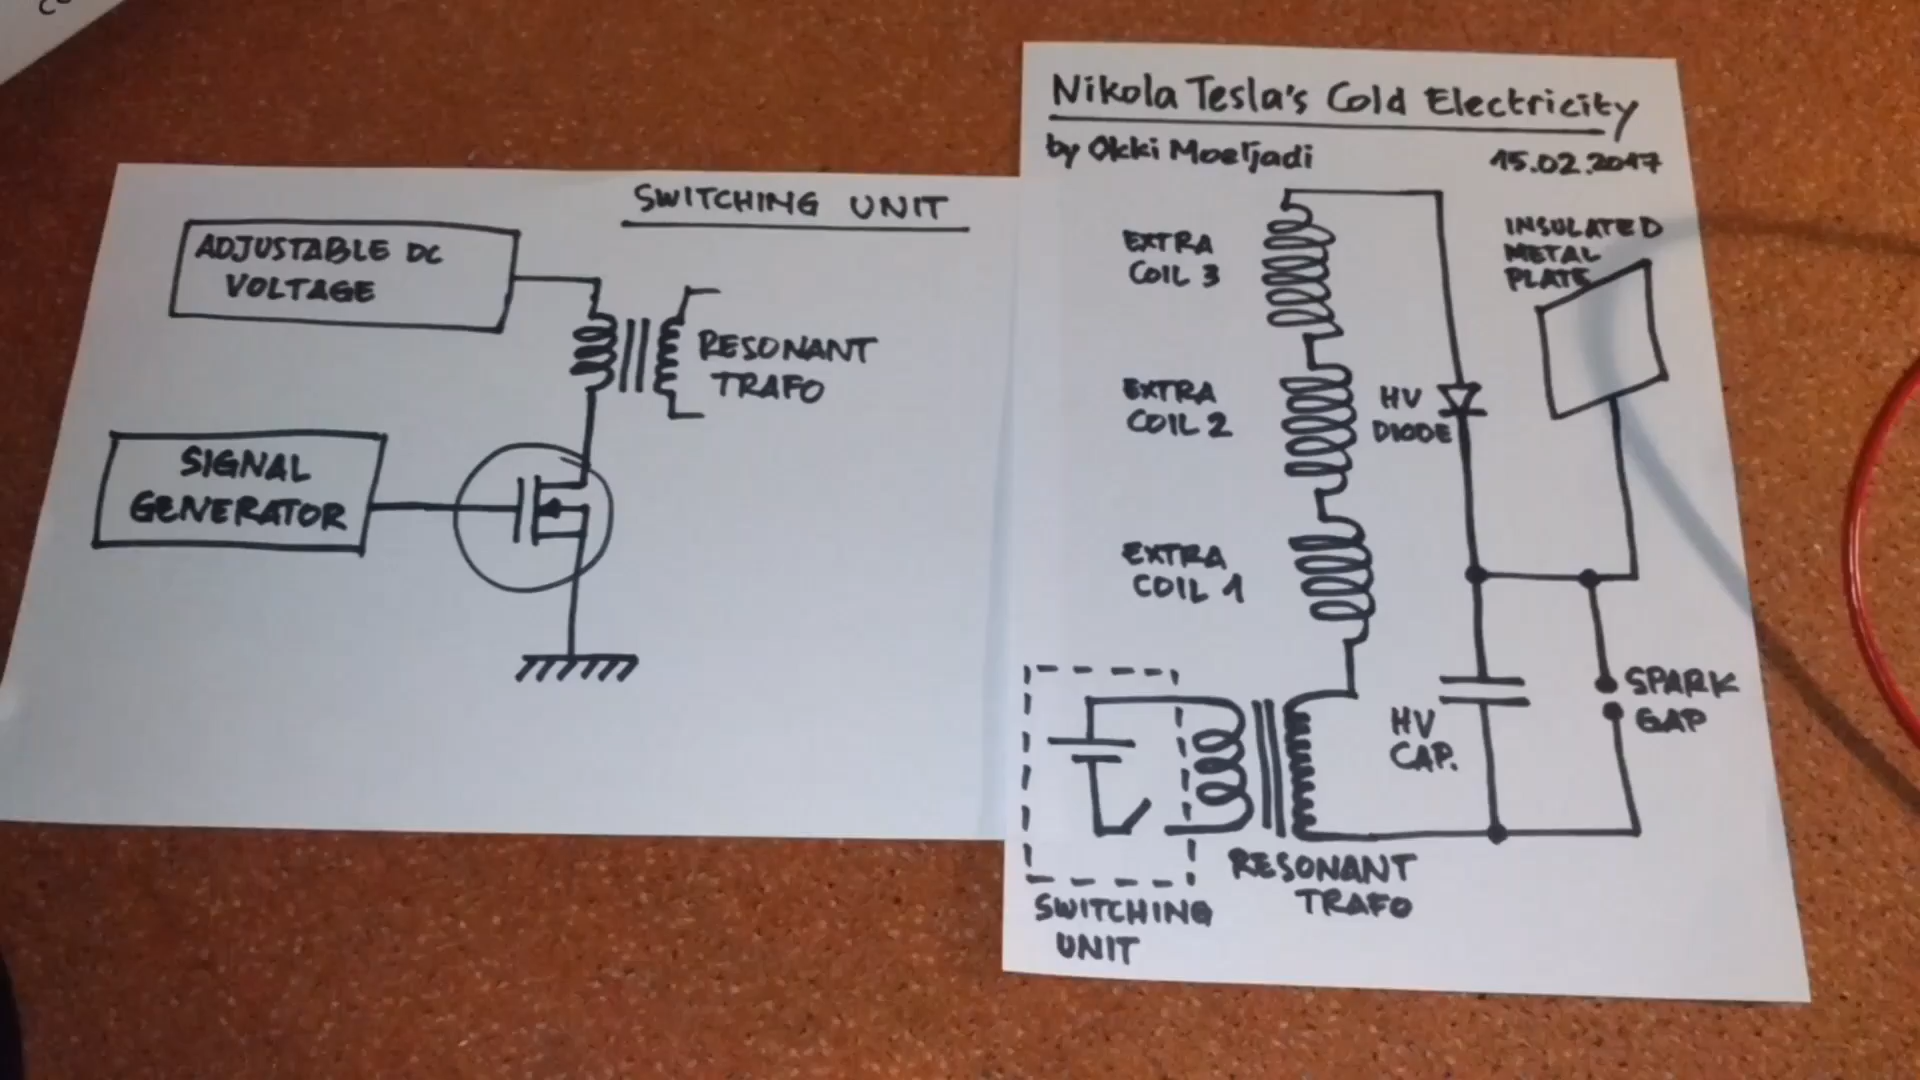 SWITCHING UNIT
ADJUSTABLE DC
VOLTAGE
RESONANT
TRAFO
SIGNAL
GENERATOR
Nikola Tesla's Cold Electricity
by Okki Moerjadi
15.02.2017
EXTRA
COIL 3
INSULATED
METAL
PLATE
EXTRA
COIL 2
HV
DIODE
EXTRA
COIL 1
HV
CAP.
SPARK
GAP
RESONANT
TRAFO
SWITCHING
UNIT